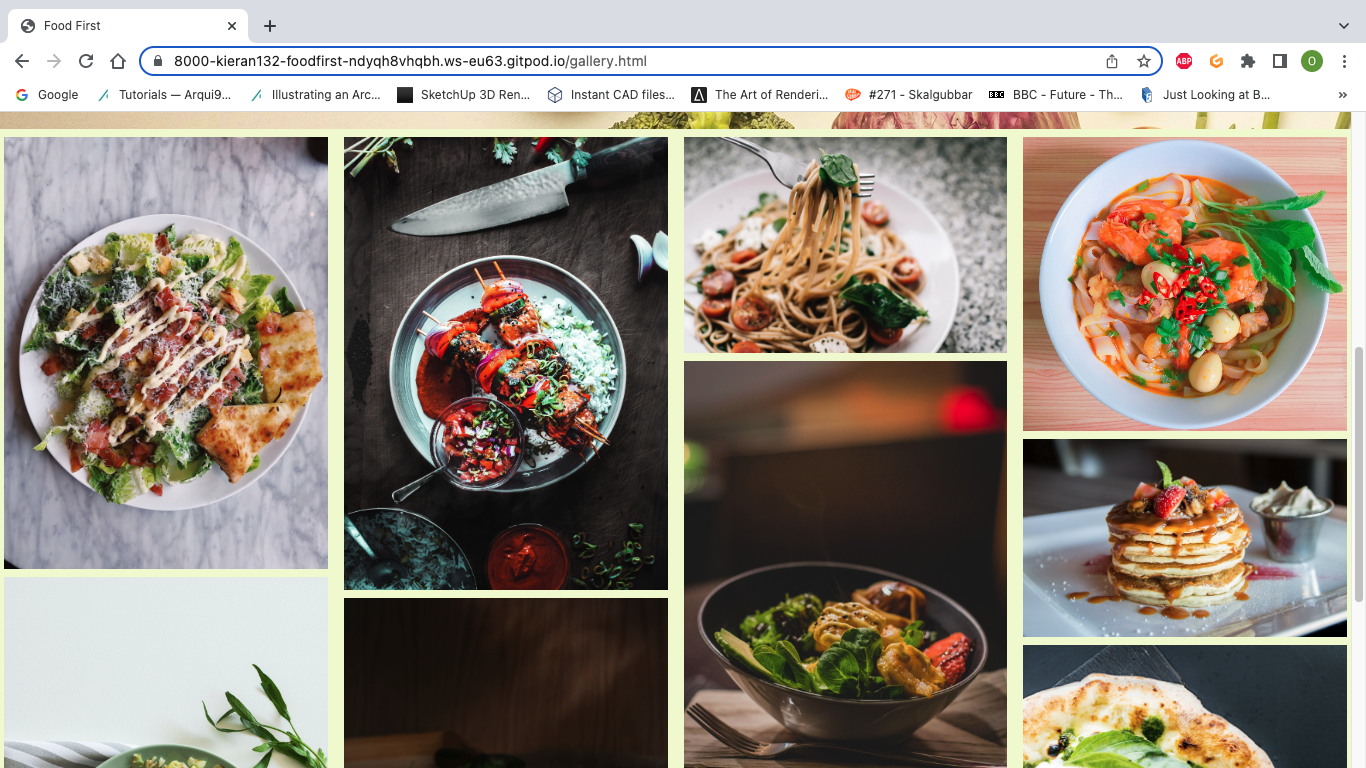 Food First
8000-kieran132-foodfirst-ndyqh8vhqbh.ws-eu63.gitpod.io/gallery.html
ABP
O
G Google
Tutorials — Arqui9...
Illustrating an Arc...
SketchUp 3D Ren...
Instant CAD files...
The Art of Renderi...
#271 - Skalgubbar
BBC BBC - Future - Th...
Just Looking at B...
»